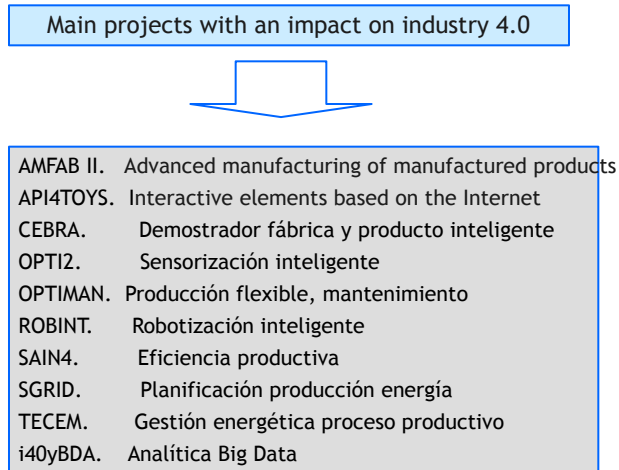 Main projects with an impact on industry 4.0
AMFAB II. Advanced manufacturing of manufactured products
API4TOYS. Interactive elements based on the Internet
CEBRA. Demostrador fábrica y producto inteligente
OPTI2. Sensorización inteligente
OPTIMAN. Producción flexible, mantenimiento
ROBINT. Robotización inteligente
SAIN4. Eficiencia productiva
SGRID. Planificación producción energía
TECEM. Gestión energética proceso productivo
i40yBDA. Analítica Big Data